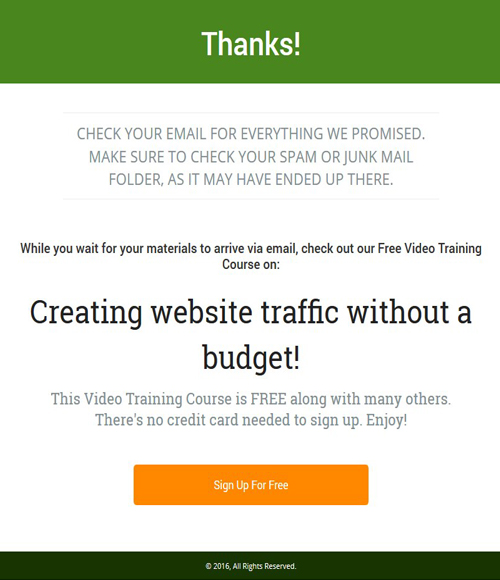 Thanks!
CHECK YOUR EMAIL FOR EVERYTHING WE PROMISED.
MAKE SURE TO CHECK YOUR SPAM OR JUNK MAIL
FOLDER, AS IT MAY HAVE ENDED UP THERE.
While you wait for your materials to arrive via email, check out our Free Video Training
Course on:
Creating website traffic without a
budget!
This Video Training Course is FREE along with many others.
There's no credit card needed to sign up. Enjoy!
Sign Up For Free
© 2016, All Rights Reserved.